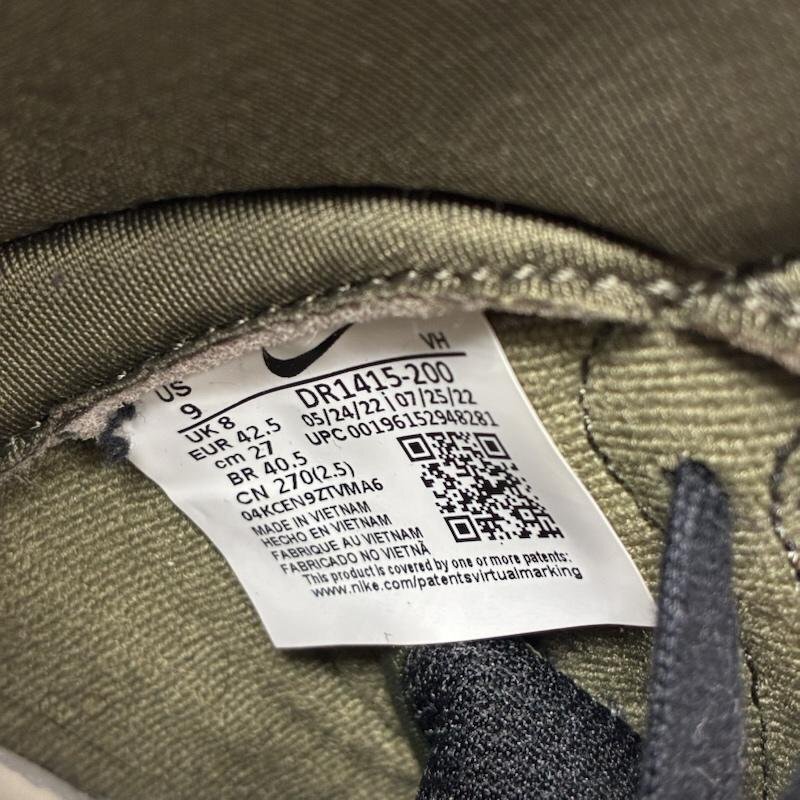 US
9
UK 8
EUR 42.5
cm 27
BR 40.5
CN 270(2.5)
04KCEN9ZTVMA6
MADE IN VIETNAM
HECHO EN VIETNAM
FABRIQUE AU VIETNAM
FABRICADO NO VIETNÃ
VH
DR1415-200
05/24/22 | 07/25/22
UPC 00196152948281
This product is covered by one or more patents:
www.nike.com/patentsvirtualmarking